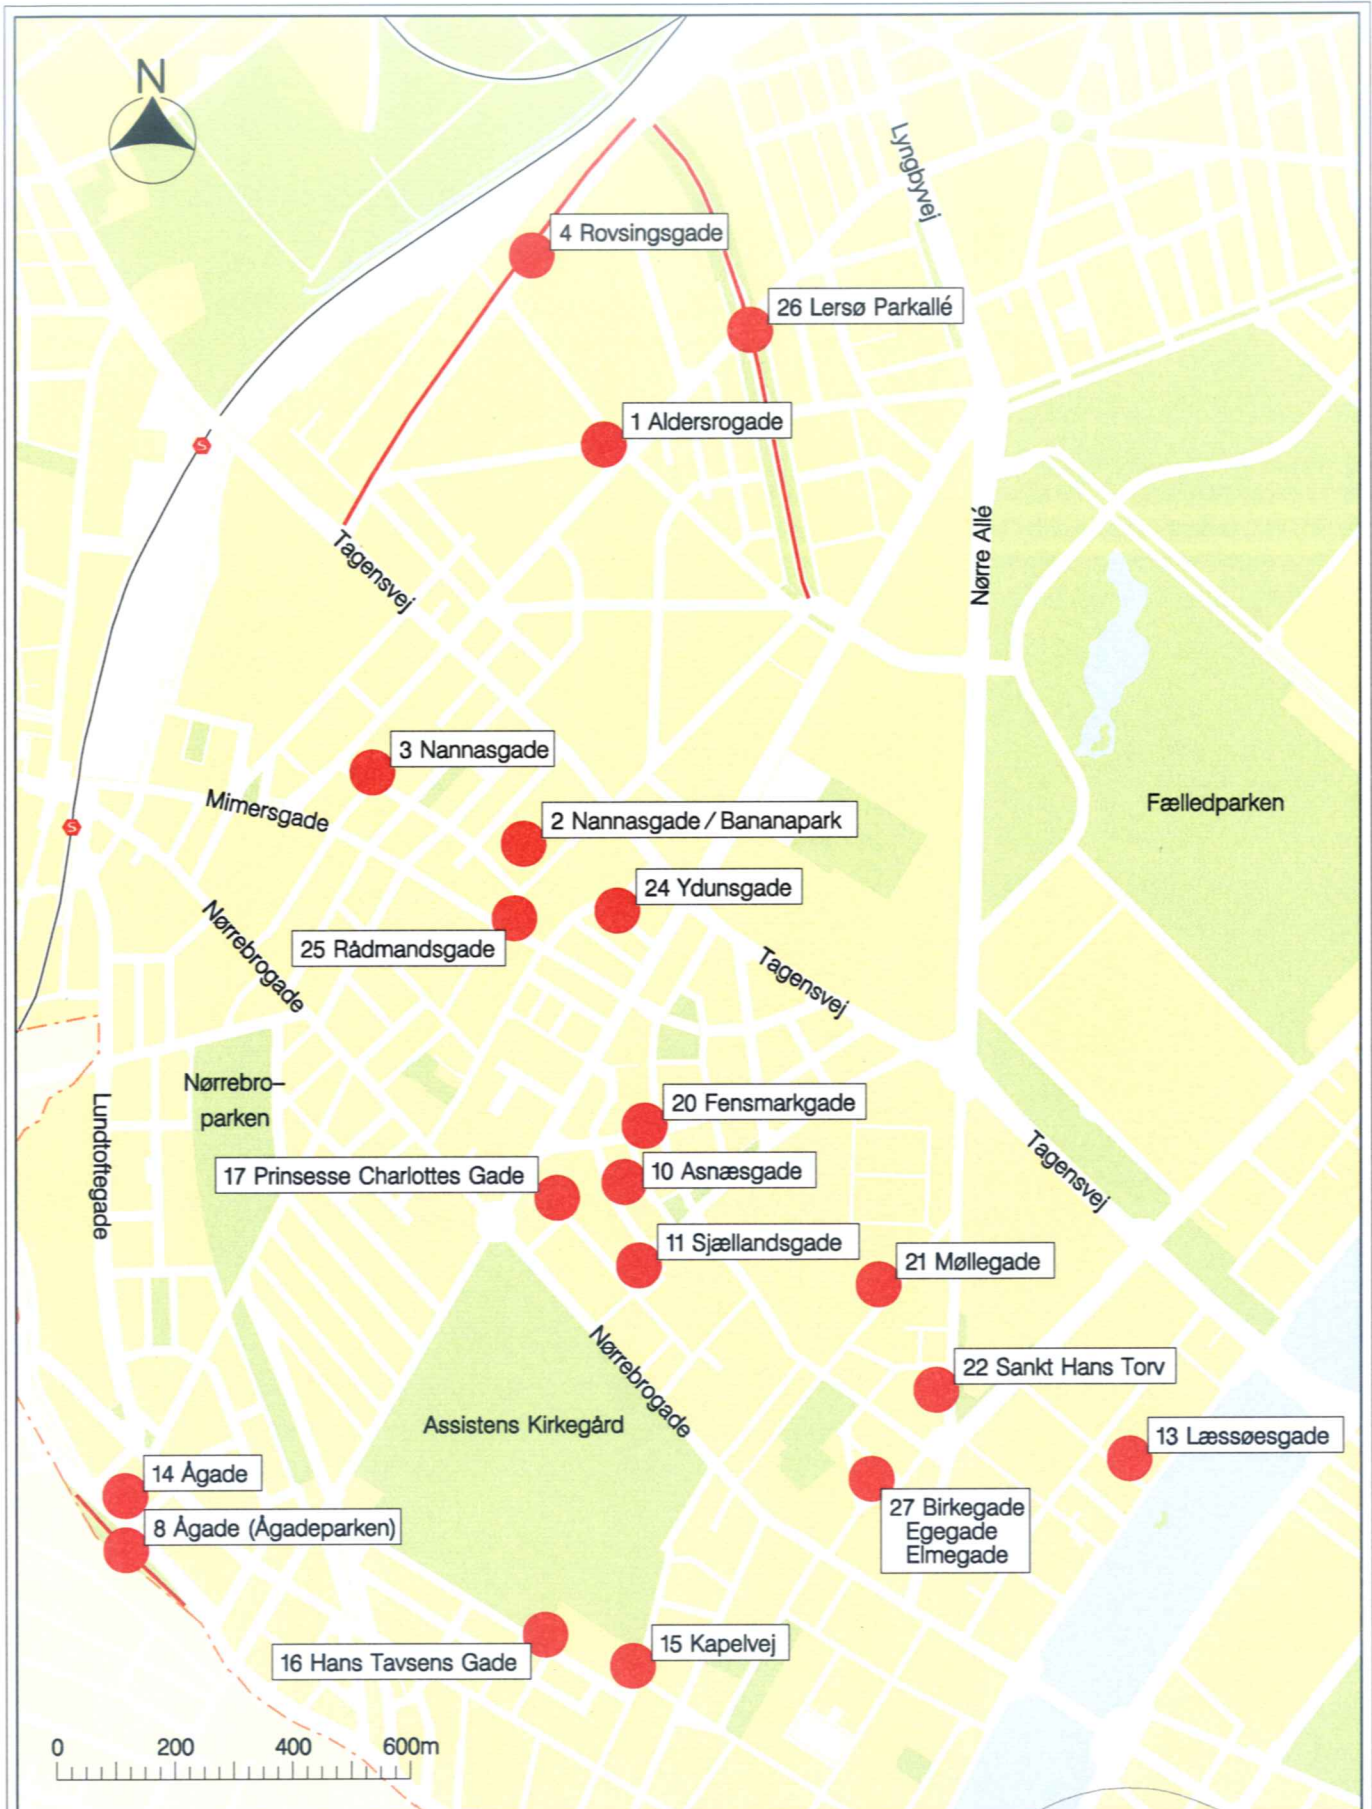 N
Lyngbyvej
4 Rovsingsgade
26 Lersø Parkallé
1 Aldersrogade
S
Nørre Allé
Tagensvej
3 Nannasgade
Mimersgade
Fælledparken
2 Nannasgade / Bananapark
S
24 Ydunsgade
Nørrebrogade
25 Rådmandsgade
Tagensvej
Nørrebro-
parken
Lundtoftegade
20 Fensmarkgade
Tagensvej
17 Prinsesse Charlottes Gade
10 Asnæsgade
11 Sjællandsgade
21 Møllegade
Nørrebrogade
22 Sankt Hans Torv
Assistens Kirkegård
13 Læssøesgade
14 Ågade
27 Birkegade
Egegade
Elmegade
8 Ågade (Ågadeparken)
15 Kapelvej
16 Hans Tavsens Gade
0 200 400 600m